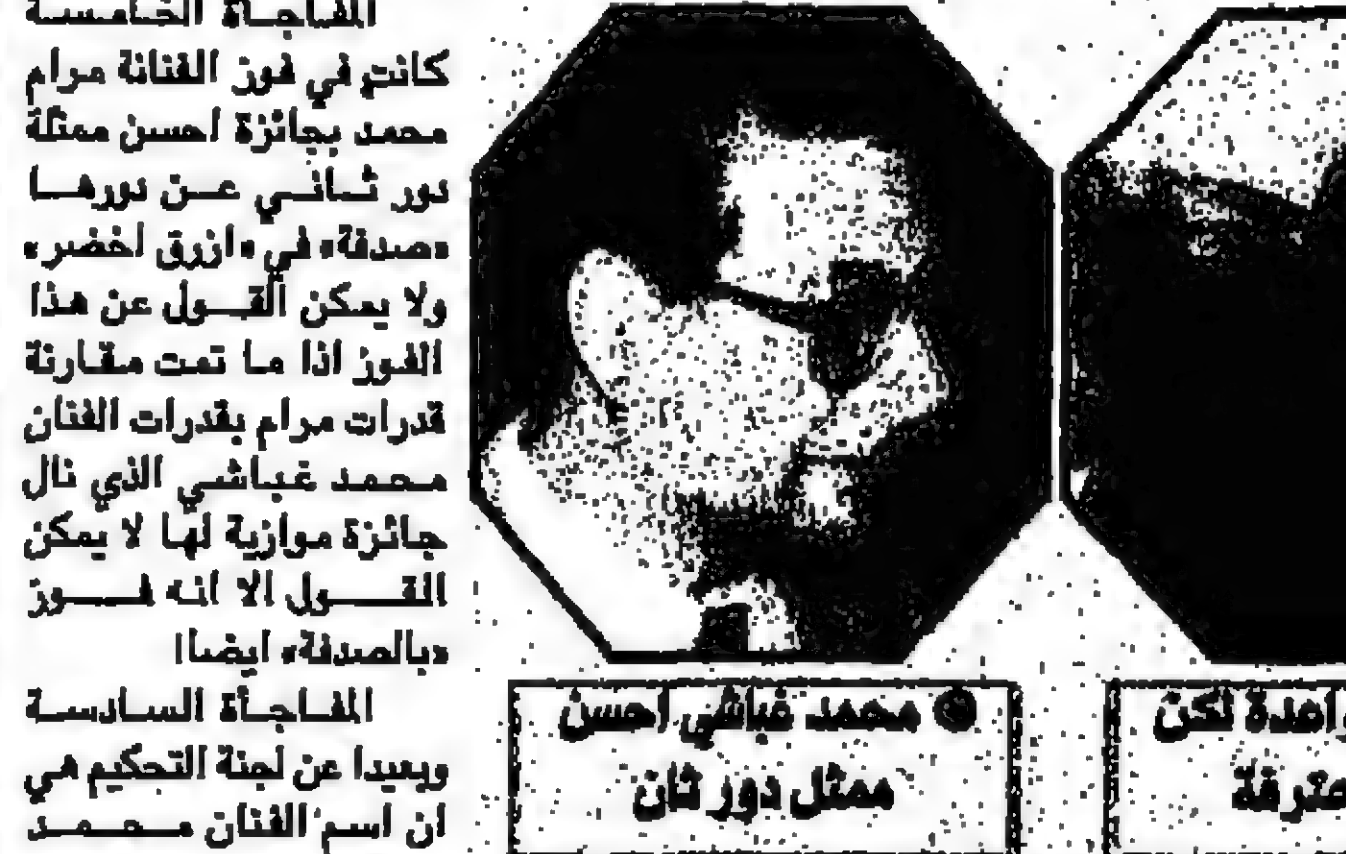 المفاجأة الخامسة
كانت في فوز الفنانة مرام
محمد بجائزة احسن ممثلة
دور ثاني عن دورها
«صدفة» في «ازرق اخضر»
ولا يمكن القول عن هذا
الفوز اذا ما تمت مقارنة
قدرات مرام بقدرات الفنان
محمد غباشي الذي نال
جائزة موازية لها لا يمكن
القول الا انه فوز
«بالصدفة» ايضا!
المفاجأة السادسة
وبعيدا عن لجنة التحكيم هي
ان اسم الفنان محمد
محمد غباشي احسن
ممثل دور ثان
لكن